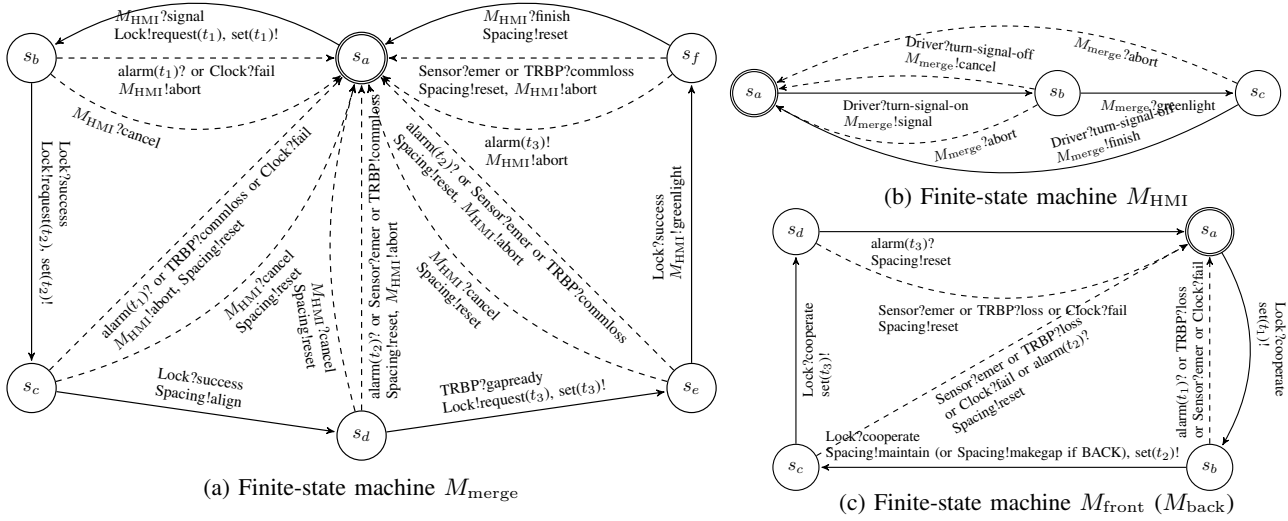 M_HMI?signal
Lock!request(t_1), set(t_1)!
M_HMI?finish
Spacing!reset
s_b
s_a
s_f
alarm(t_1)? or Clock?fail
M_HMI!abort
Sensor?emer or TRBP?commloss
Spacing!reset, M_HMI!abort
M_HMI?cancel
alarm(t_3)!
M_HMI!abort
Lock?success
Lock!request(t_2), set(t_2)!
alarm(t_1)? or TRBP?commloss or Clock?fail
M_HMI!abort, Spacing!reset
M_HMI?cancel
Spacing!reset
M_HMI?cancel
Spacing!reset
alarm(t_2)? or Sensor?emer or TRBP!commloss
Spacing!reset, M_HMI!abort
M_HMI?cancel
Spacing!reset
alarm(t_2)? or Sensor?emer or TRBP?commloss
Spacing!reset, M_HMI!abort
Lock?success
M_HMI!greenlight
s_c
Lock?success
Spacing!align
s_d
TRBP?gapready
Lock!request(t_3), set(t_3)!
s_e
(a) Finite-state machine M_merge
Driver?turn-signal-off
M_merge!cancel
M_merge?abort
s_a
s_b
s_c
Driver?turn-signal-on
M_merge!signal
M_merge?greenlight
M_merge?abort
Driver?turn-signal-off
M_merge!finish
(b) Finite-state machine M_HMI
s_d
s_a
alarm(t_3)?
Spacing!reset
Sensor?emer or TRBP?loss or Clock?fail
Spacing!reset
Lock?cooperate
set(t_3)!
Sensor?emer or TRBP?loss
or Clock?fail or alarm(t_2)?
Spacing!reset
alarm(t_1)? or TRBP?loss
or Sensor?emer or Clock?fail
Lock?cooperate
set(t_1)!
Lock?cooperate
Spacing!maintain (or Spacing!makegap if BACK), set(t_2)!
s_c
s_b
(c) Finite-state machine M_front (M_back)